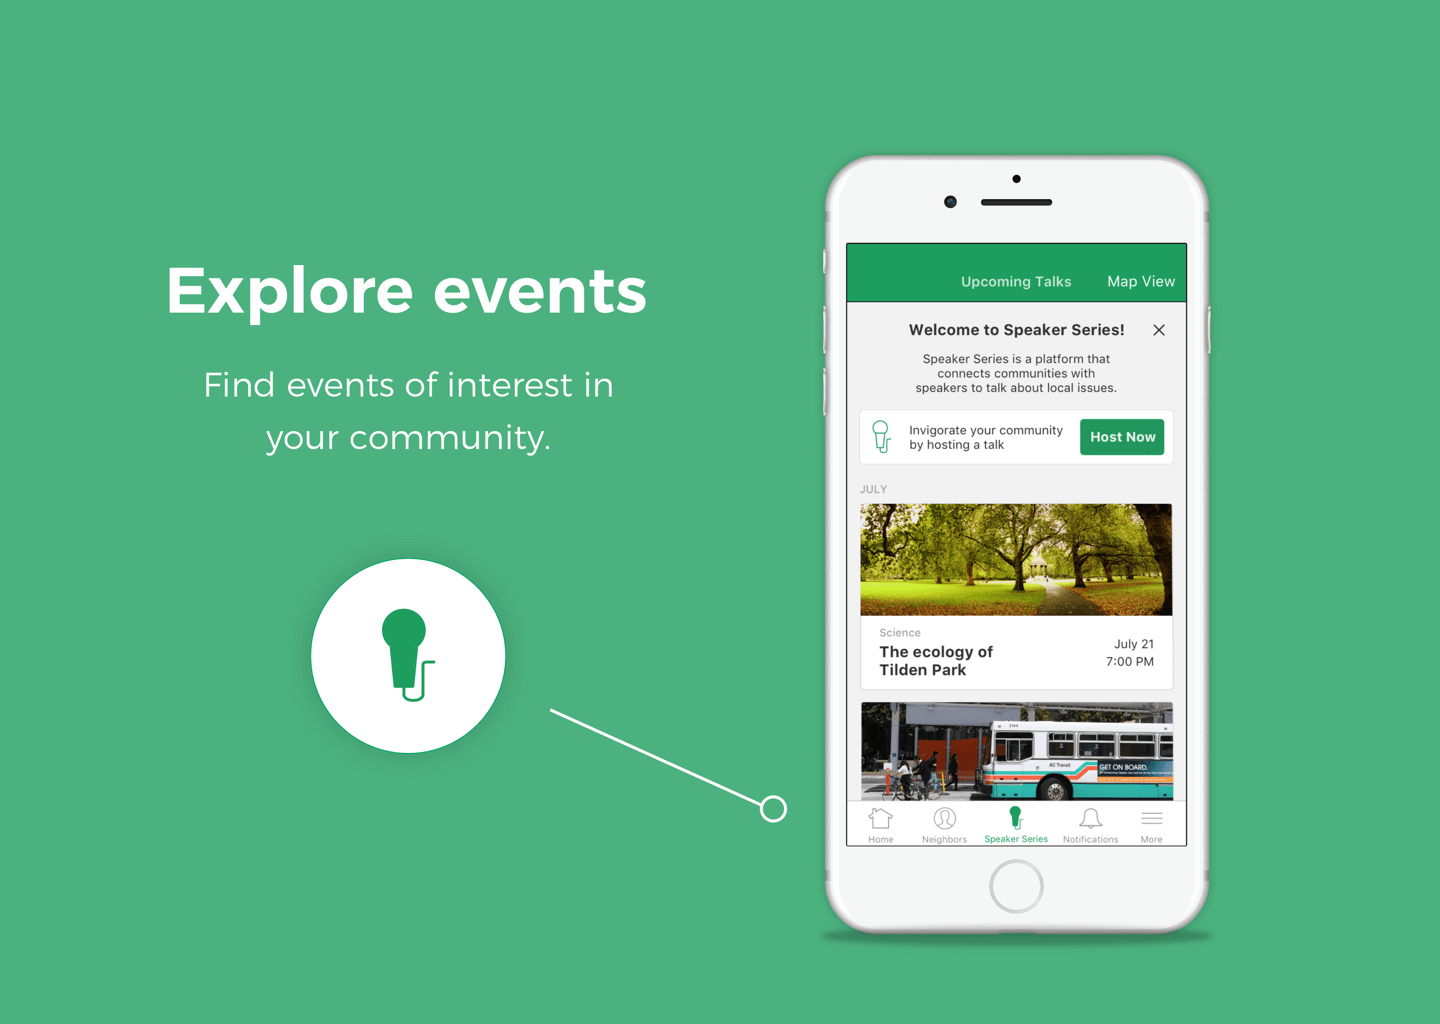 Explore events
Find events of interest in
your community.
Upcoming Talks
Map View
Welcome to Speaker Series!
Speaker Series is a platform that
connects communities with
speakers to talk about local issues.
Invigorate your community
by hosting a talk
Host Now
JULY
Science
The ecology of
Tilden Park
July 21
7:00 PM
AC Transit
GET ON BOARD.
Home
Neighbors
Speaker Series
Notifications
More